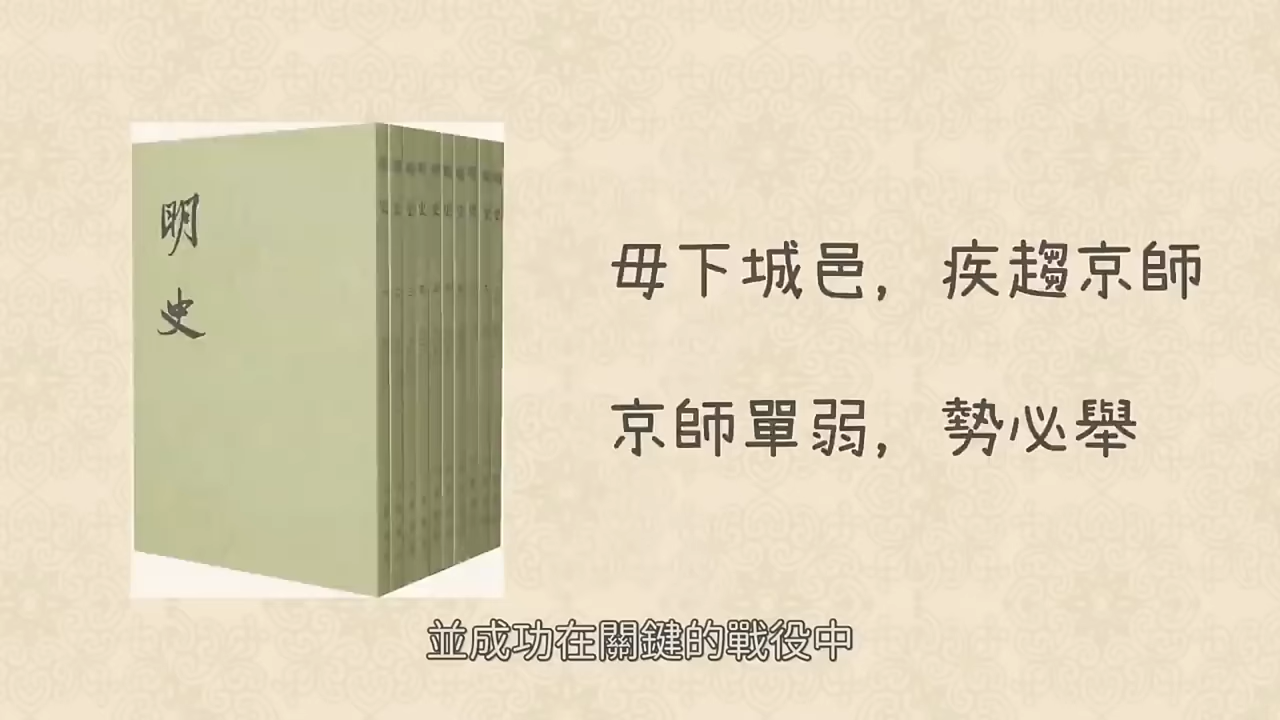 明史
毋下城邑，疾趨京師
京師單弱，勢必舉
並成功在關鍵的戰役中